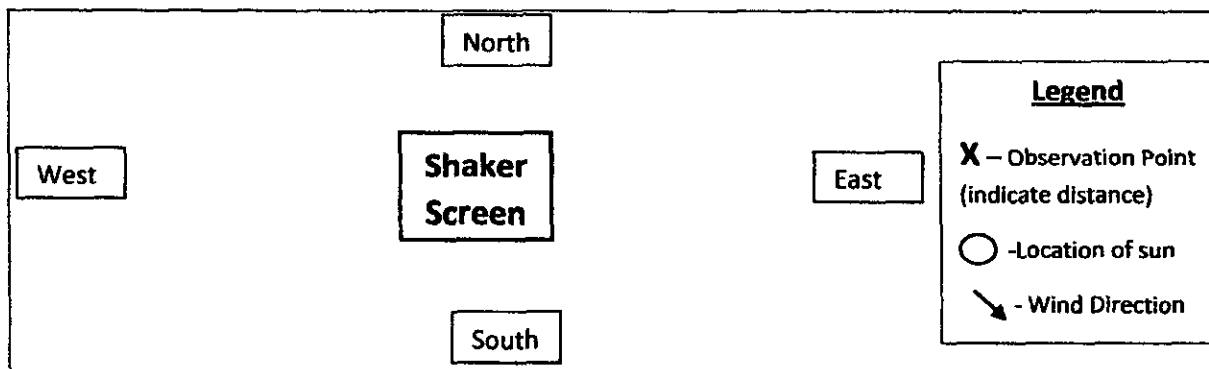 North
West
Shaker
Screen
East
South
Legend
X – Observation Point
(indicate distance)
-Location of sun
- Wind Direction